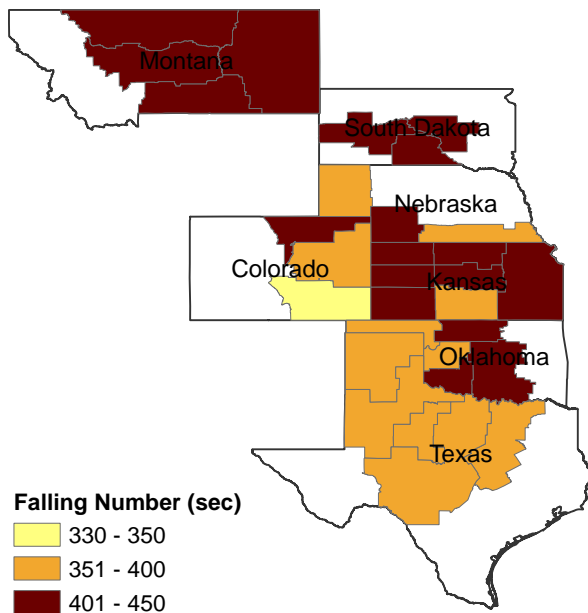 Montana
South Dakota
Nebraska
Colorado
Kansas
Oklahoma
Texas
Falling Number (sec)
330 - 350
351 - 400
401 - 450